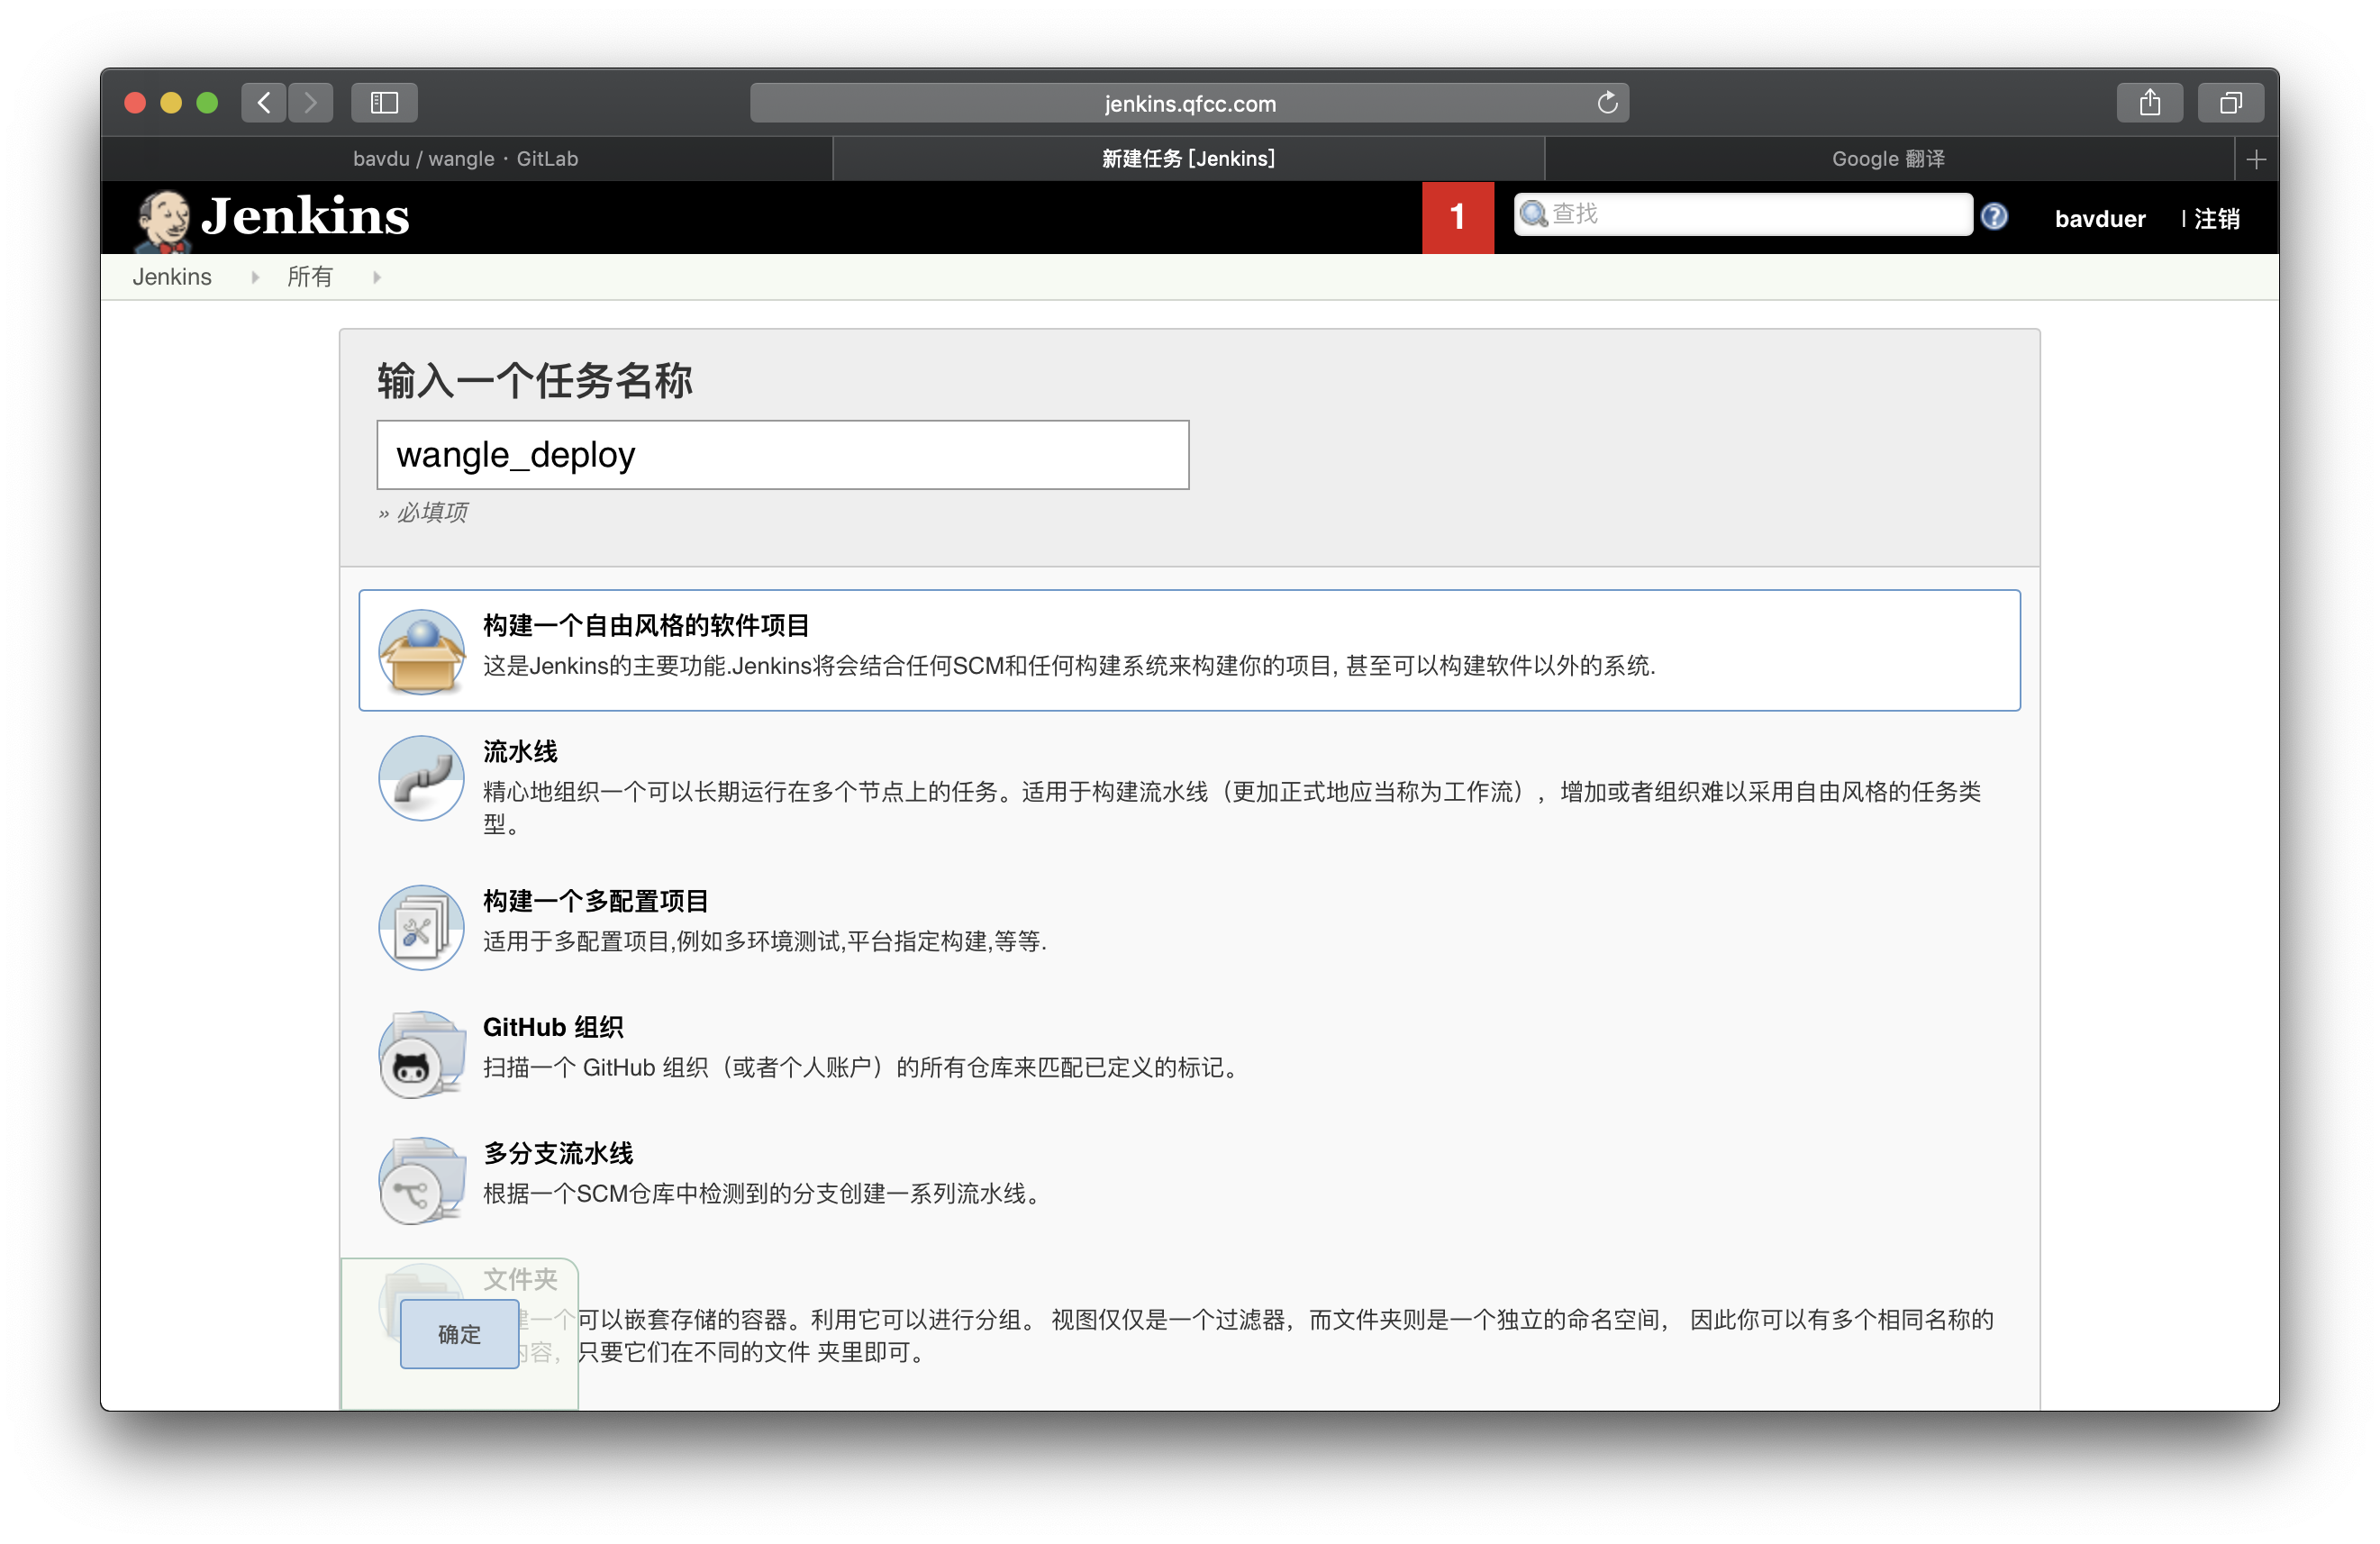 jenkins.qfcc.com
bavdu / wangle · GitLab
新建任务 [Jenkins]
Google 翻译
Jenkins
1
查找
bavduer
| 注销
Jenkins
所有
输入一个任务名称
wangle_deploy
» 必填项
构建一个自由风格的软件项目
这是Jenkins的主要功能.Jenkins将会结合任何SCM和任何构建系统来构建你的项目, 甚至可以构建软件以外的系统.
流水线
精心地组织一个可以长期运行在多个节点上的任务。适用于构建流水线（更加正式地应当称为工作流），增加或者组织难以采用自由风格的任务类
型。
构建一个多配置项目
适用于多配置项目,例如多环境测试,平台指定构建,等等.
GitHub 组织
扫描一个 GitHub 组织（或者个人账户）的所有仓库来匹配已定义的标记。
多分支流水线
根据一个SCM仓库中检测到的分支创建一系列流水线。
文件夹
建一个可以嵌套存储的容器。利用它可以进行分组。 视图仅仅是一个过滤器，而文件夹则是一个独立的命名空间， 因此你可以有多个相同名称的
内容，只要它们在不同的文件 夹里即可。
确定